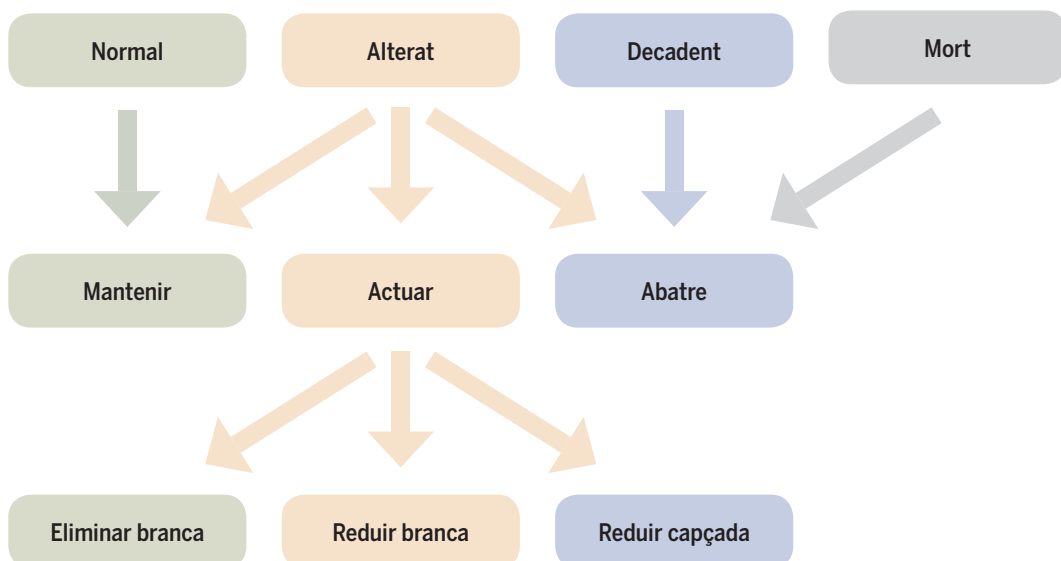 Normal
Alterat
Decadent
Mort
Mantenir
Actuar
Abatre
Eliminar branca
Reduir branca
Reduir capçada